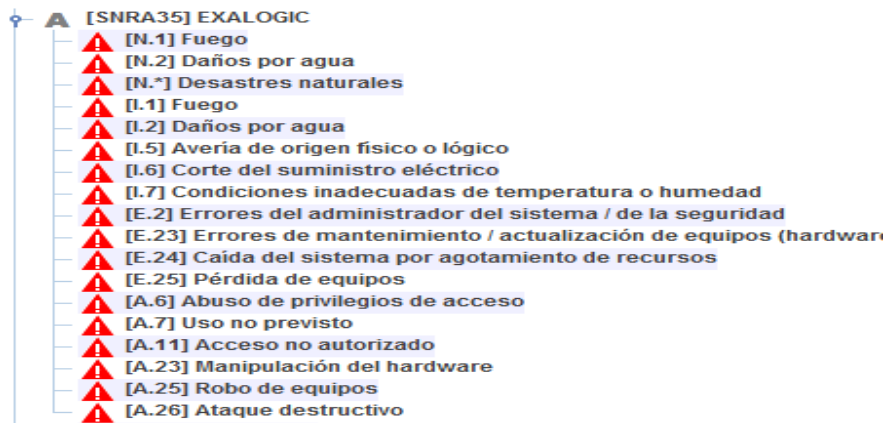 [SNRA35] EXALOGIC
[N.1] Fuego
[N.2] Daños por agua
[N.*] Desastres naturales
[I.1] Fuego
[I.2] Daños por agua
[I.5] Avería de origen físico o lógico
[I.6] Corte del suministro eléctrico
[I.7] Condiciones inadecuadas de temperatura o humedad
[E.2] Errores del administrador del sistema / de la seguridad
[E.23] Errores de mantenimiento / actualización de equipos (hardware
[E.24] Caída del sistema por agotamiento de recursos
[E.25] Pérdida de equipos
[A.6] Abuso de privilegios de acceso
[A.7] Uso no previsto
[A.11] Acceso no autorizado
[A.23] Manipulación del hardware
[A.25] Robo de equipos
[A.26] Ataque destructivo